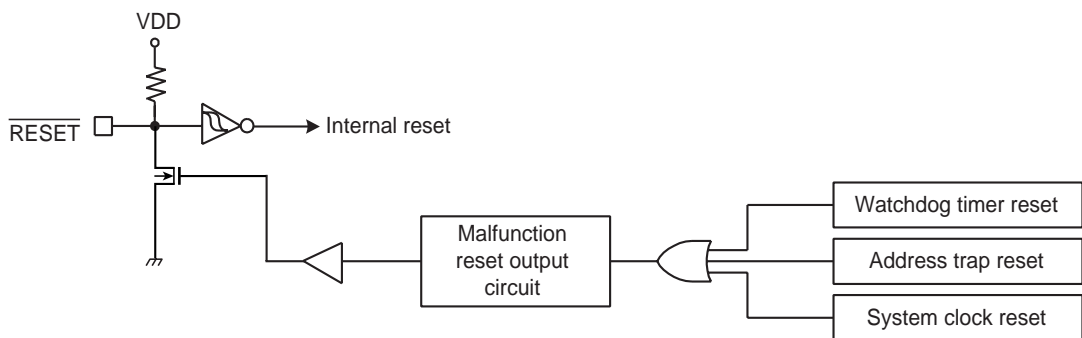 VDD
RESET
Internal reset
Malfunction
reset output
circuit
Watchdog timer reset
Address trap reset
System clock reset